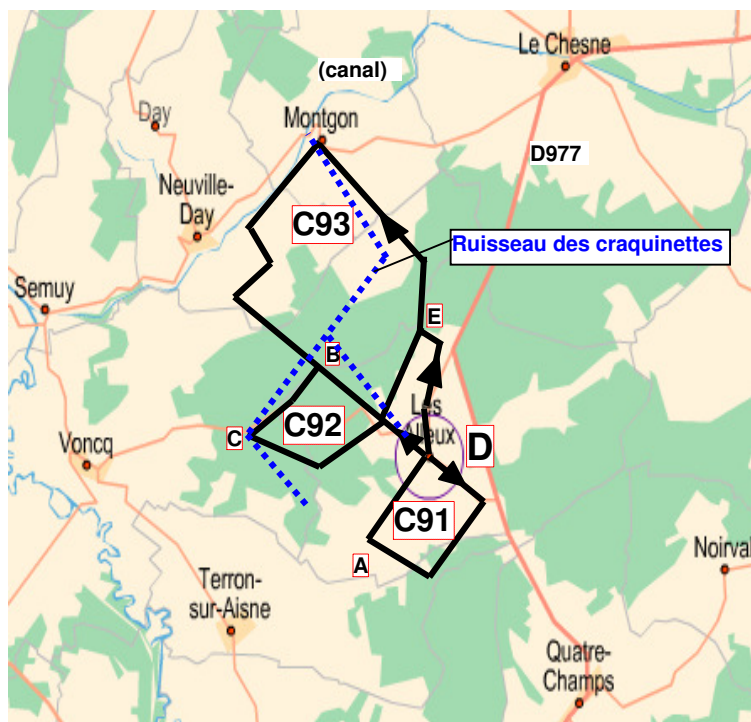 Le Chesne
(canal)
Day
Montgon
D977
Neuville-
Day
C93
Ruisseau des craquinettes
Semuy
E
B
Les
Alleux
C
C92
D
Voncq
C91
A
Noirval
Terron-
sur-Aisne
Quatre-
Champs